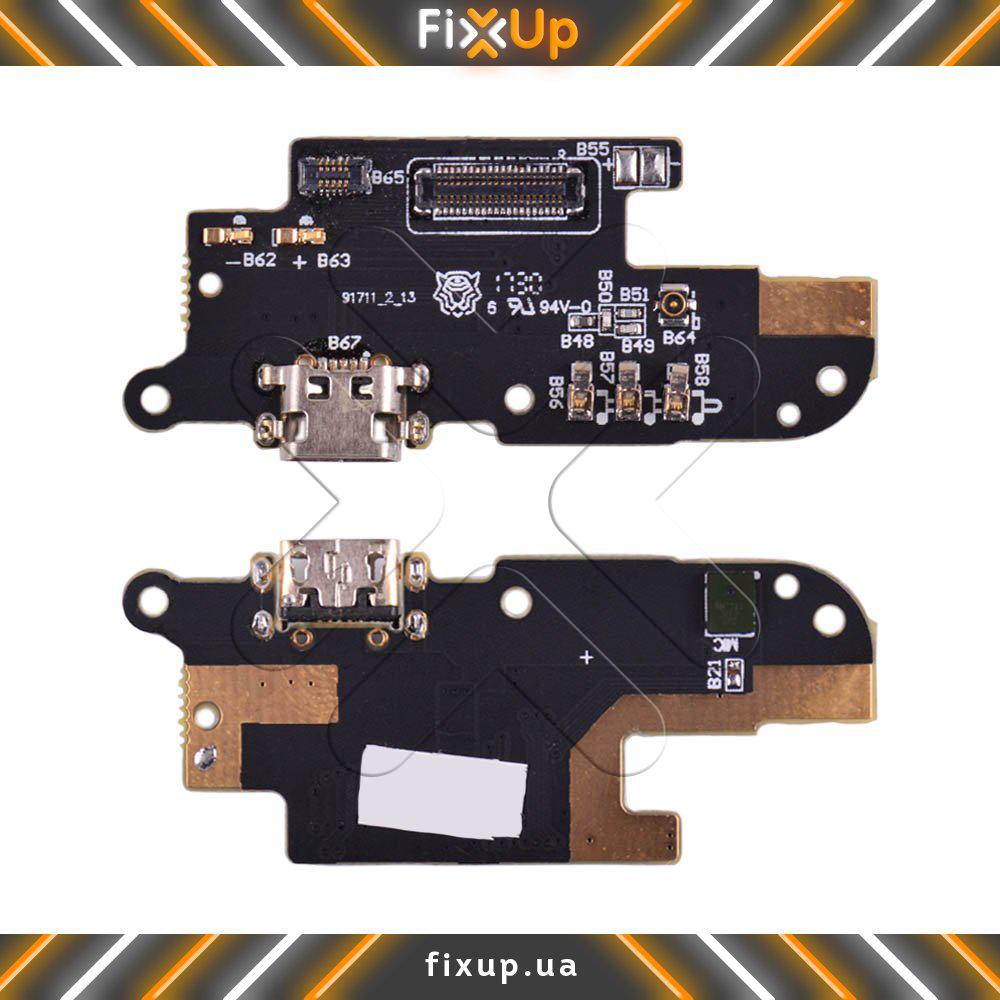 FixUp
B55
+ -
B65
-B62 + B63
1730
91711_2_13
6 94V-0
B50
B51
B48
B49
B64
B67
B56
B57
B58
MIC
+
B21
fixup.ua